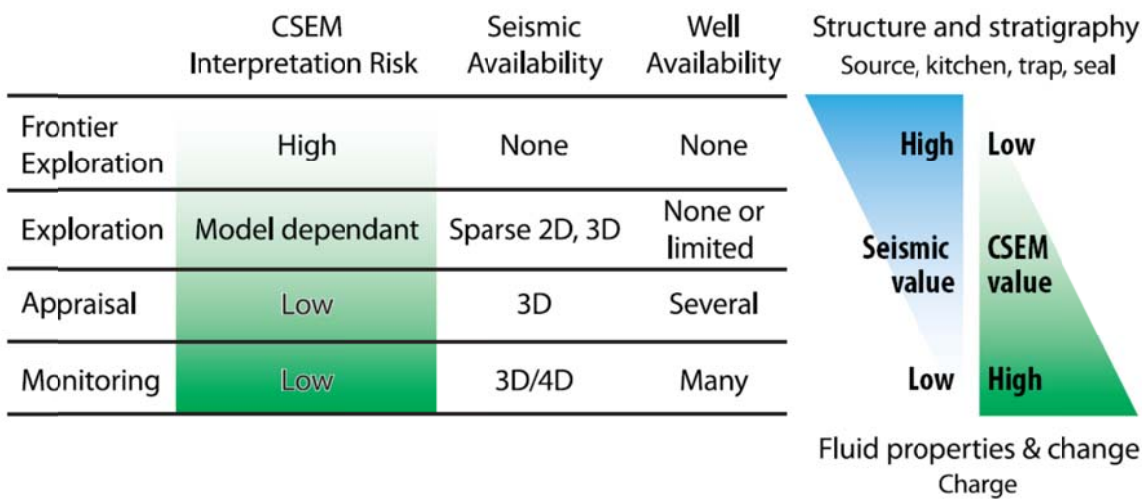 CSEM
Interpretation Risk
Seismic
Availability
Well
Availability
Structure and stratigraphy
Source, kitchen, trap, seal
Frontier
Exploration
High
None
None
Exploration
Model dependant
Sparse 2D, 3D
None or
limited
Appraisal
Low
3D
Several
Monitoring
Low
3D/4D
Many
High
Low
Seismic
value
CSEM
value
Low
High
Fluid properties & change
Charge